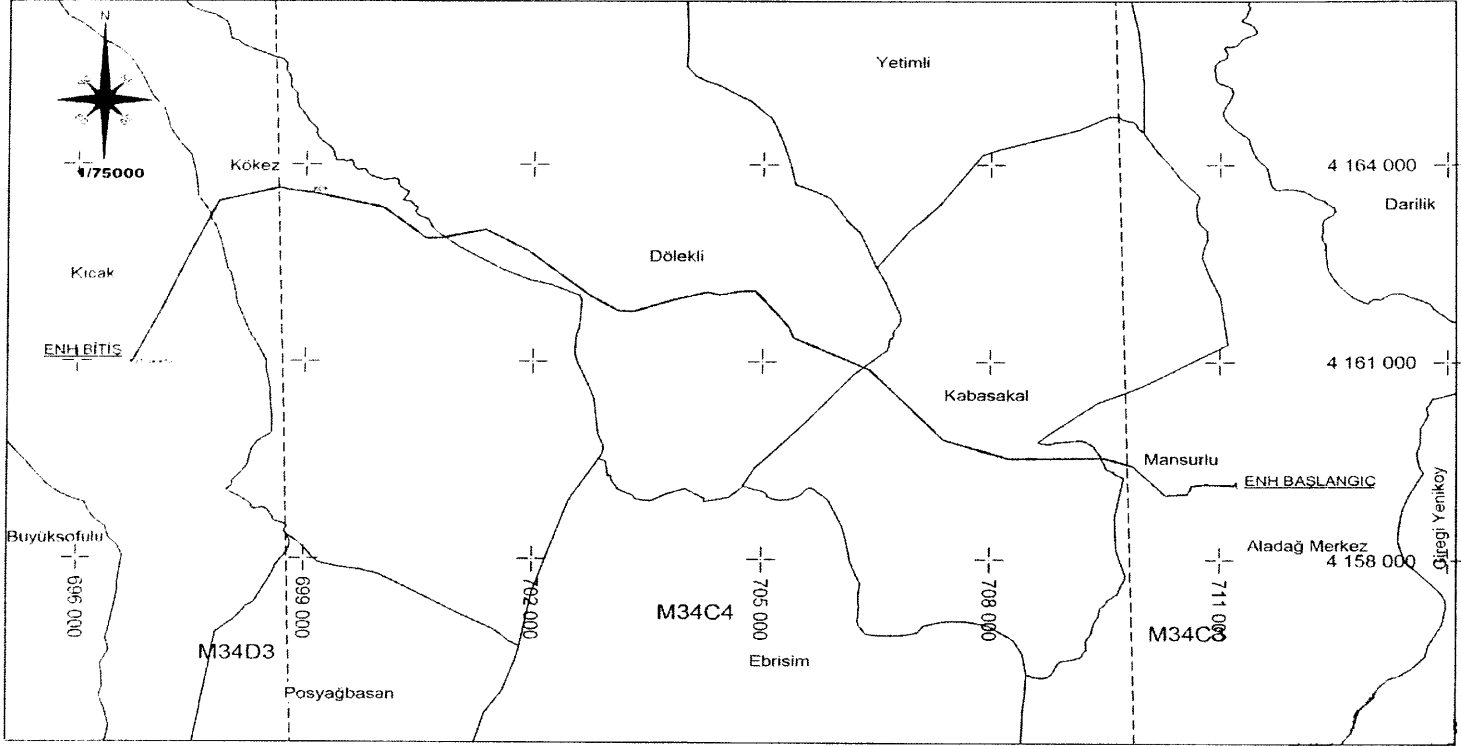 N
Yetimli
Kökez
4 164 000
1/75000
Darilik
Dölekli
Kıcak
ENH BİTİŞ
4 161 000
Kabasakal
Mansurlu
ENH BAŞLANGIÇ
Büyüksofulu
Aladağ Merkez
4 158 000
696 000
699 000
702 000
705 000
708 000
711 000
M34C4
M34C3
M34D3
Ebrisim
Posyağbasan